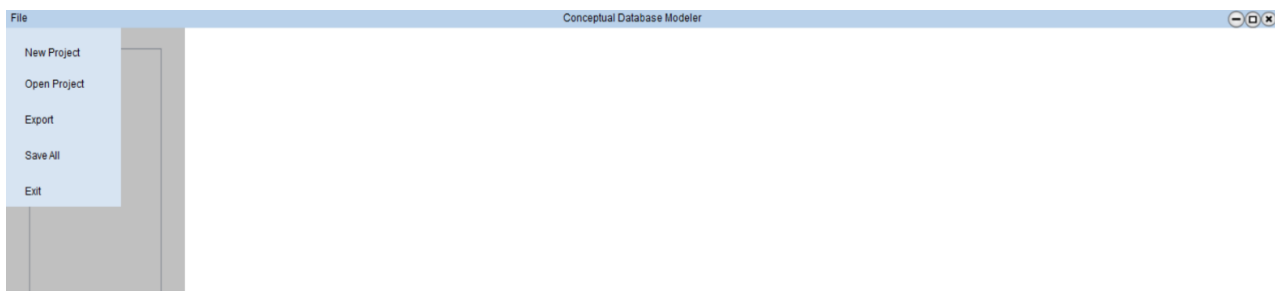 File Conceptual Database Modeler
New Project
Open Project
Export
Save All
Exit